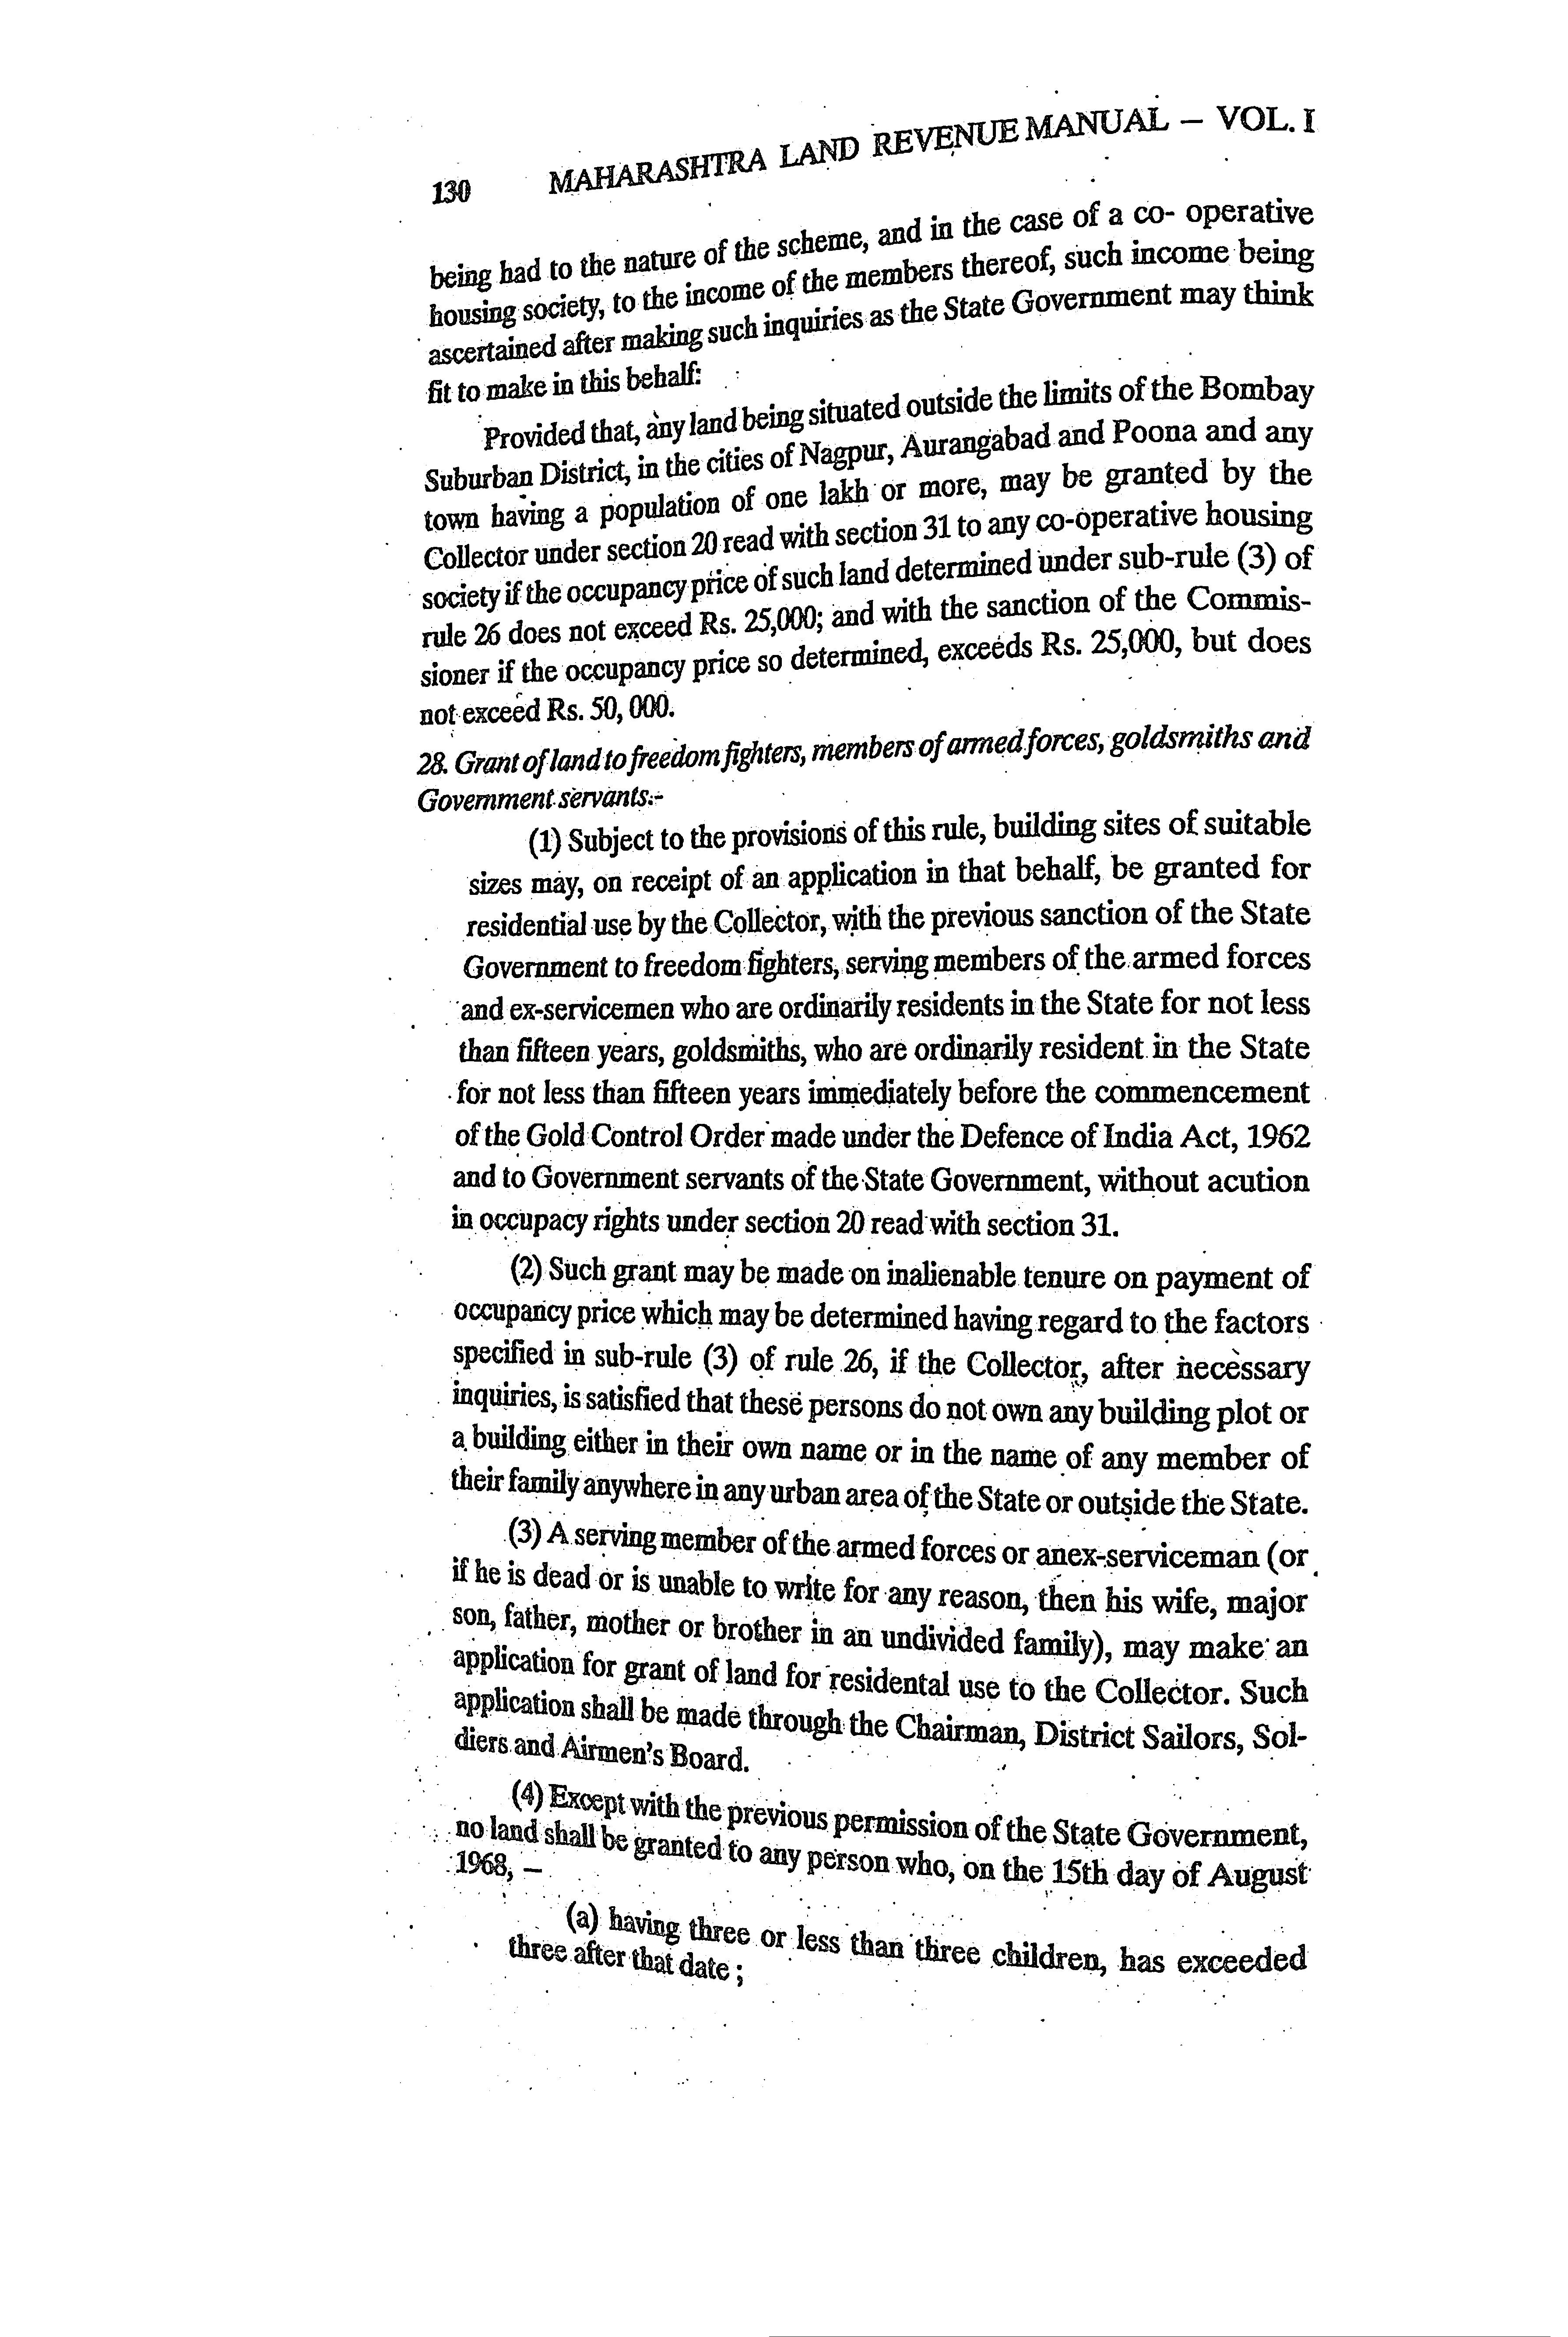 130 MAHARASHTRA LAND REVENUE MANUAL – VOL. I
being had to the nature of the scheme, and in the case of a co- operative
housing society, to the income of the members thereof, such income being
ascertained after making such inquiries as the State Government may think
fit to make in this behalf:
Provided that, any land being situated outside the limits of the Bombay
Suburban District, in the cities of Nagpur, Aurangabad and Poona and any
town having a population of one lakh or more, may be granted by the
Collector under section 20 read with section 31 to any co-operative housing
society if the occupancy price of such land determined under sub-rule (3) of
rule 26 does not exceed Rs. 25,000; and with the sanction of the Commis-
sioner if the occupancy price so determined, exceeds Rs. 25,000, but does
not exceed Rs. 50, 000.
28. Grant of land to freedom fighters, members of armed forces, goldsmiths and
Government servants:-
(1) Subject to the provisions of this rule, building sites of suitable
sizes may, on receipt of an application in that behalf, be granted for
residential use by the Collector, with the previous sanction of the State
Government to freedom fighters, serving members of the armed forces
and ex-servicemen who are ordinarily residents in the State for not less
than fifteen years, goldsmiths, who are ordinarily resident in the State
for not less than fifteen years immediately before the commencement
of the Gold Control Order made under the Defence of India Act, 1962
and to Government servants of the State Government, without acution
in occupacy rights under section 20 read with section 31.
(2) Such grant may be made on inalienable tenure on payment of
occupancy price which may be determined having regard to the factors
specified in sub-rule (3) of rule 26, if the Collector, after necessary
inquiries, is satisfied that these persons do not own any building plot or
a building either in their own name or in the name of any member of
their family anywhere in any urban area of the State or outside the State.
(3) A serving member of the armed forces or anex-serviceman (or
if he is dead or is unable to write for any reason, then his wife, major
son, father, mother or brother in an undivided family), may make an
application for grant of land for residental use to the Collector. Such
application shall be made through the Chairman, District Sailors, Sol-
diers and Airmen's Board.
(4) Except with the previous permission of the State Government,
no land shall be granted to any person who, on the 15th day of August
1968, –
(a) having three or less than three children, has exceeded
three after that date ;